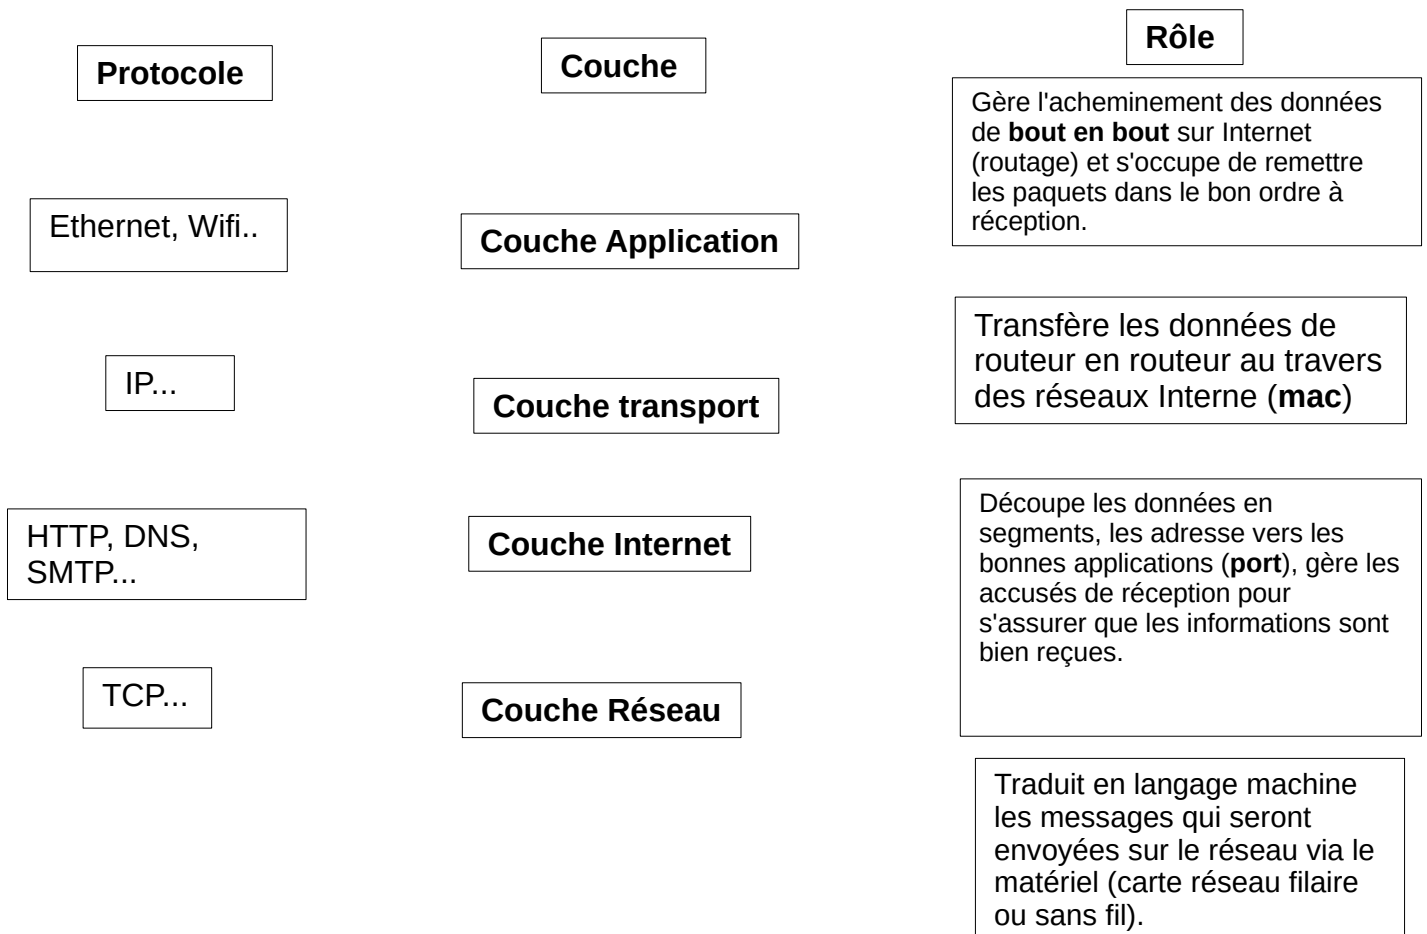 Protocole
Couche
Rôle
Ethernet, Wifi..
IP...
HTTP, DNS,
SMTP...
TCP...
Couche Application
Couche transport
Couche Internet
Couche Réseau
Gère l'acheminement des données
de bout en bout sur Internet
(routage) et s'occupe de remettre
les paquets dans le bon ordre à
réception.
Transfère les données de
routeur en routeur au travers
des réseaux Interne (mac)
Découpe les données en
segments, les adresse vers les
bonnes applications (port), gère les
accusés de réception pour
s'assurer que les informations sont
bien reçues.
Traduit en langage machine
les messages qui seront
envoyées sur le réseau via le
matériel (carte réseau filaire
ou sans fil).